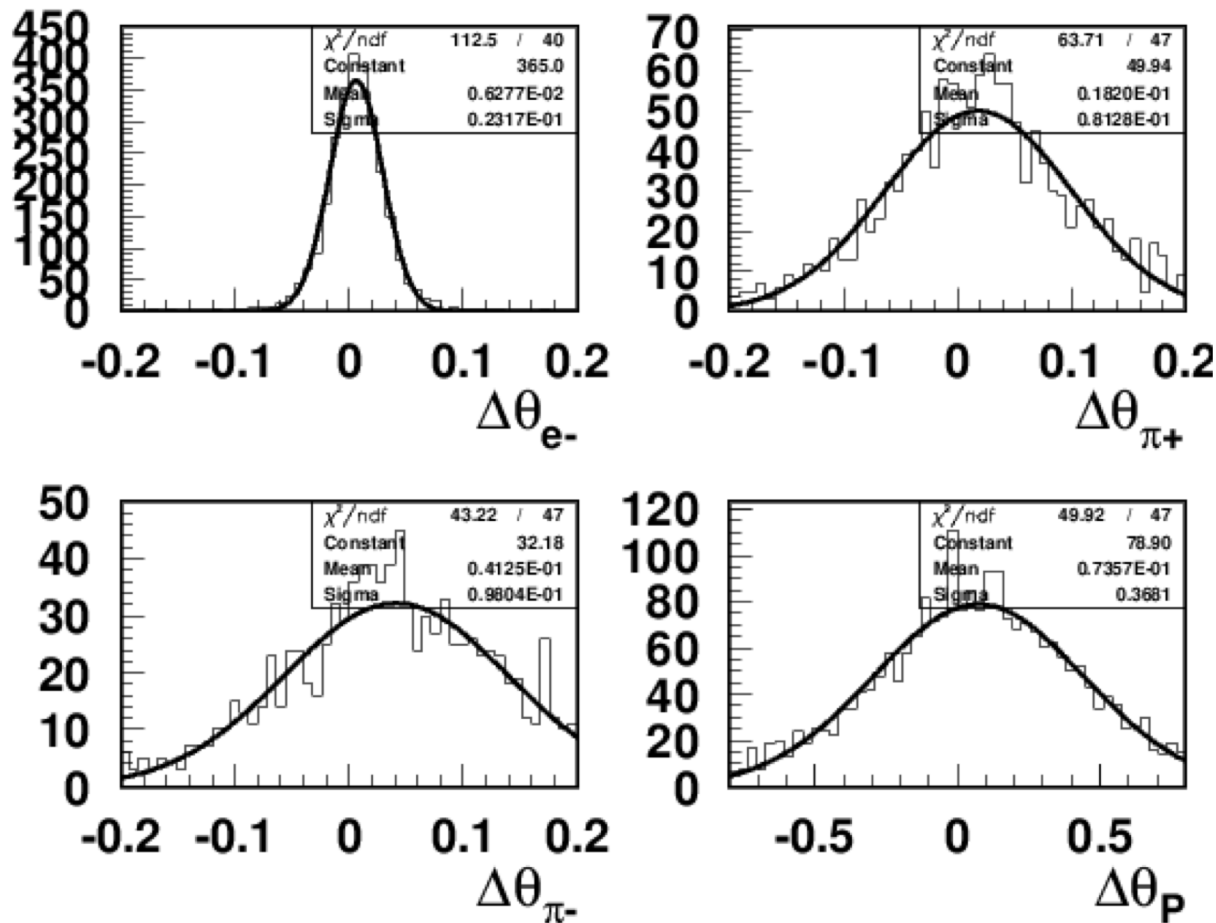 450
400
350
300
250
200
150
100
50
0
χ²/ndf 112.5 / 40
Constant 365.0
Mean 0.6277E-02
Sigma 0.2317E-01
-0.2 -0.1 0 0.1 0.2
Δθe-
70
60
50
40
30
20
10
0
χ²/ndf 63.71 / 47
Constant 49.94
Mean 0.1820E-01
Sigma 0.8128E-01
-0.2 -0.1 0 0.1 0.2
Δθπ+
50
40
30
20
10
0
χ²/ndf 43.22 / 47
Constant 32.18
Mean 0.4125E-01
Sigma 0.9804E-01
-0.2 -0.1 0 0.1 0.2
Δθπ-
120
100
80
60
40
20
0
χ²/ndf 49.92 / 47
Constant 78.90
Mean 0.7357E-01
Sigma 0.3681
-0.5 0 0.5
ΔθP